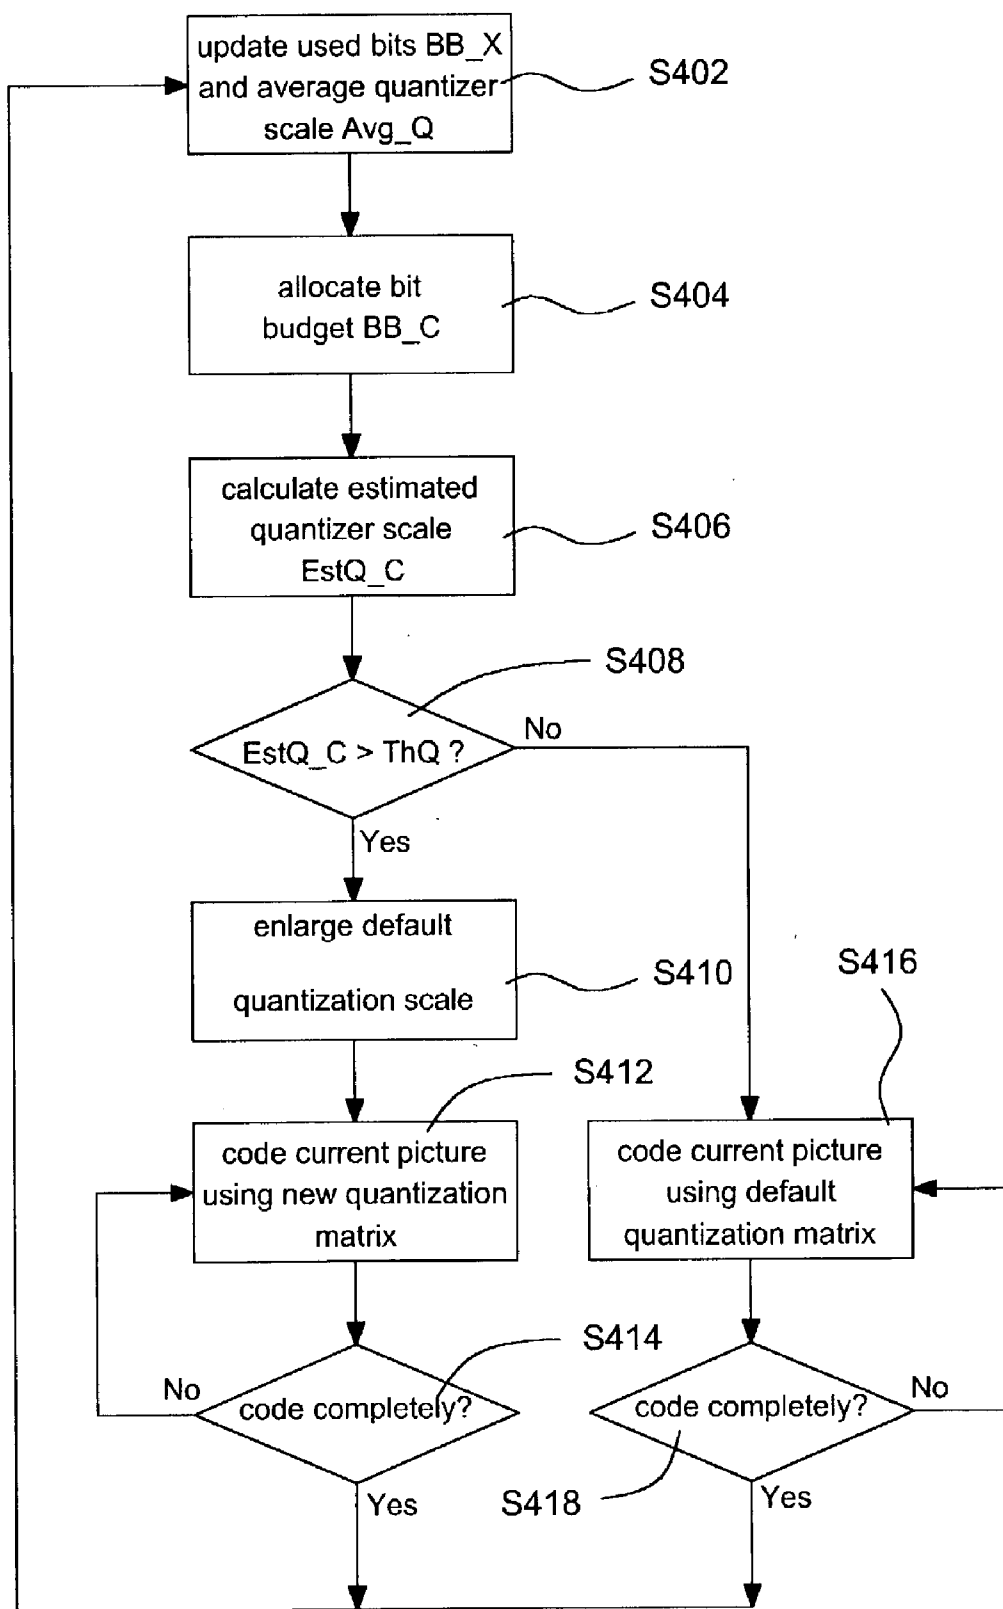 update used bits BB_X
and average quantizer
scale Avg_Q
S402
allocate bit
budget BB_C
S404
calculate estimated
quantizer scale
EstQ_C
S406
S408
EstQ_C > ThQ ?
No
Yes
enlarge default
quantization scale
S410
S416
S412
code current picture
using new quantization
matrix
code current picture
using default
quantization matrix
S414
No
code completely?
code completely?
No
S418
Yes
Yes